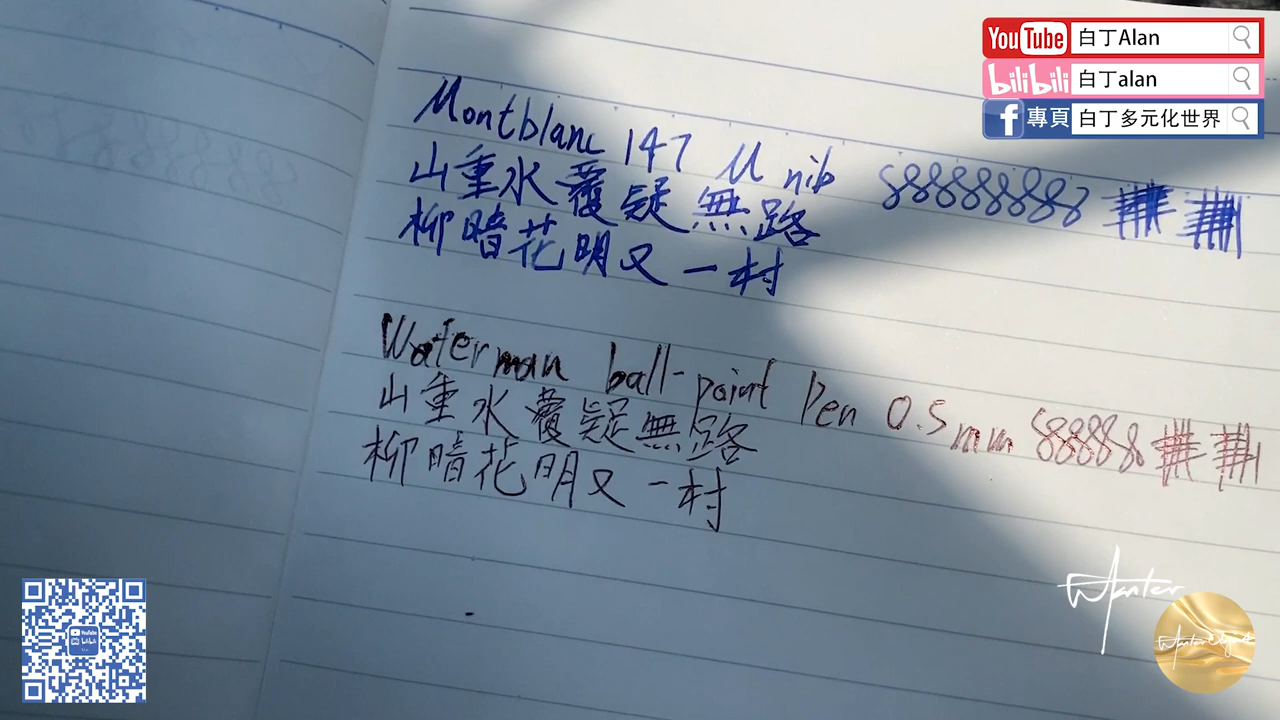 YouTube 白丁Alan
bilibili 白丁alan
f 專頁 白丁多元化世界
Montblanc 147 M nib 888888888 ## ##
山重水覆疑無路
柳暗花明又一村
Waterman ball-point Pen 0.5mm 88888 ## ##
山重水覆疑無路
柳暗花明又一村